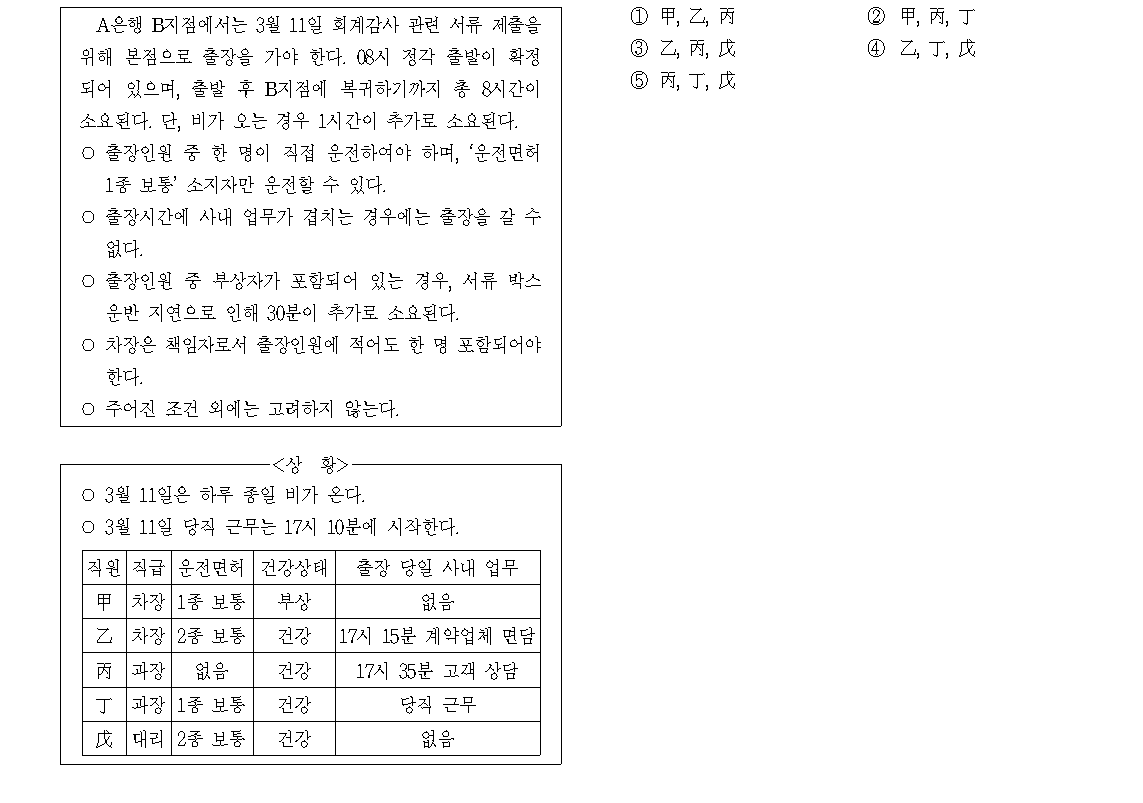 A은행 B지점에서는 3월 11일 회계감사 관련 서류 제출을
위해 본점으로 출장을 가야 한다. 08시 정각 출발이 확정
되어 있으며, 출발 후 B지점에 복귀하기까지 총 8시간이
소요된다. 단, 비가 오는 경우 1시간이 추가로 소요된다.
○ 출장인원 중 한 명이 직접 운전하여야 하며, ‘운전면허
1종 보통’ 소지자만 운전할 수 있다.
○ 출장시간에 사내 업무가 겹치는 경우에는 출장을 갈 수
없다.
○ 출장인원 중 부상자가 포함되어 있는 경우, 서류 박스
운반 지연으로 인해 30분이 추가로 소요된다.
○ 차장은 책임자로서 출장인원에 적어도 한 명 포함되어야
한다.
○ 주어진 조건 외에는 고려하지 않는다.
<상 황>
○ 3월 11일은 하루 종일 비가 온다.
○ 3월 11일 당직 근무는 17시 10분에 시작한다.
직원 직급 운전면허 건강상태 출장 당일 사내 업무
甲 차장 1종 보통 부상 없음
乙 차장 2종 보통 건강 17시 15분 계약업체 면담
丙 과장 없음 건강 17시 35분 고객 상담
丁 과장 1종 보통 건강 당직 근무
戊 대리 2종 보통 건강 없음
① 甲, 乙, 丙 ② 甲, 丙, 丁
③ 乙, 丙, 戊 ④ 乙, 丁, 戊
⑤ 丙, 丁, 戊